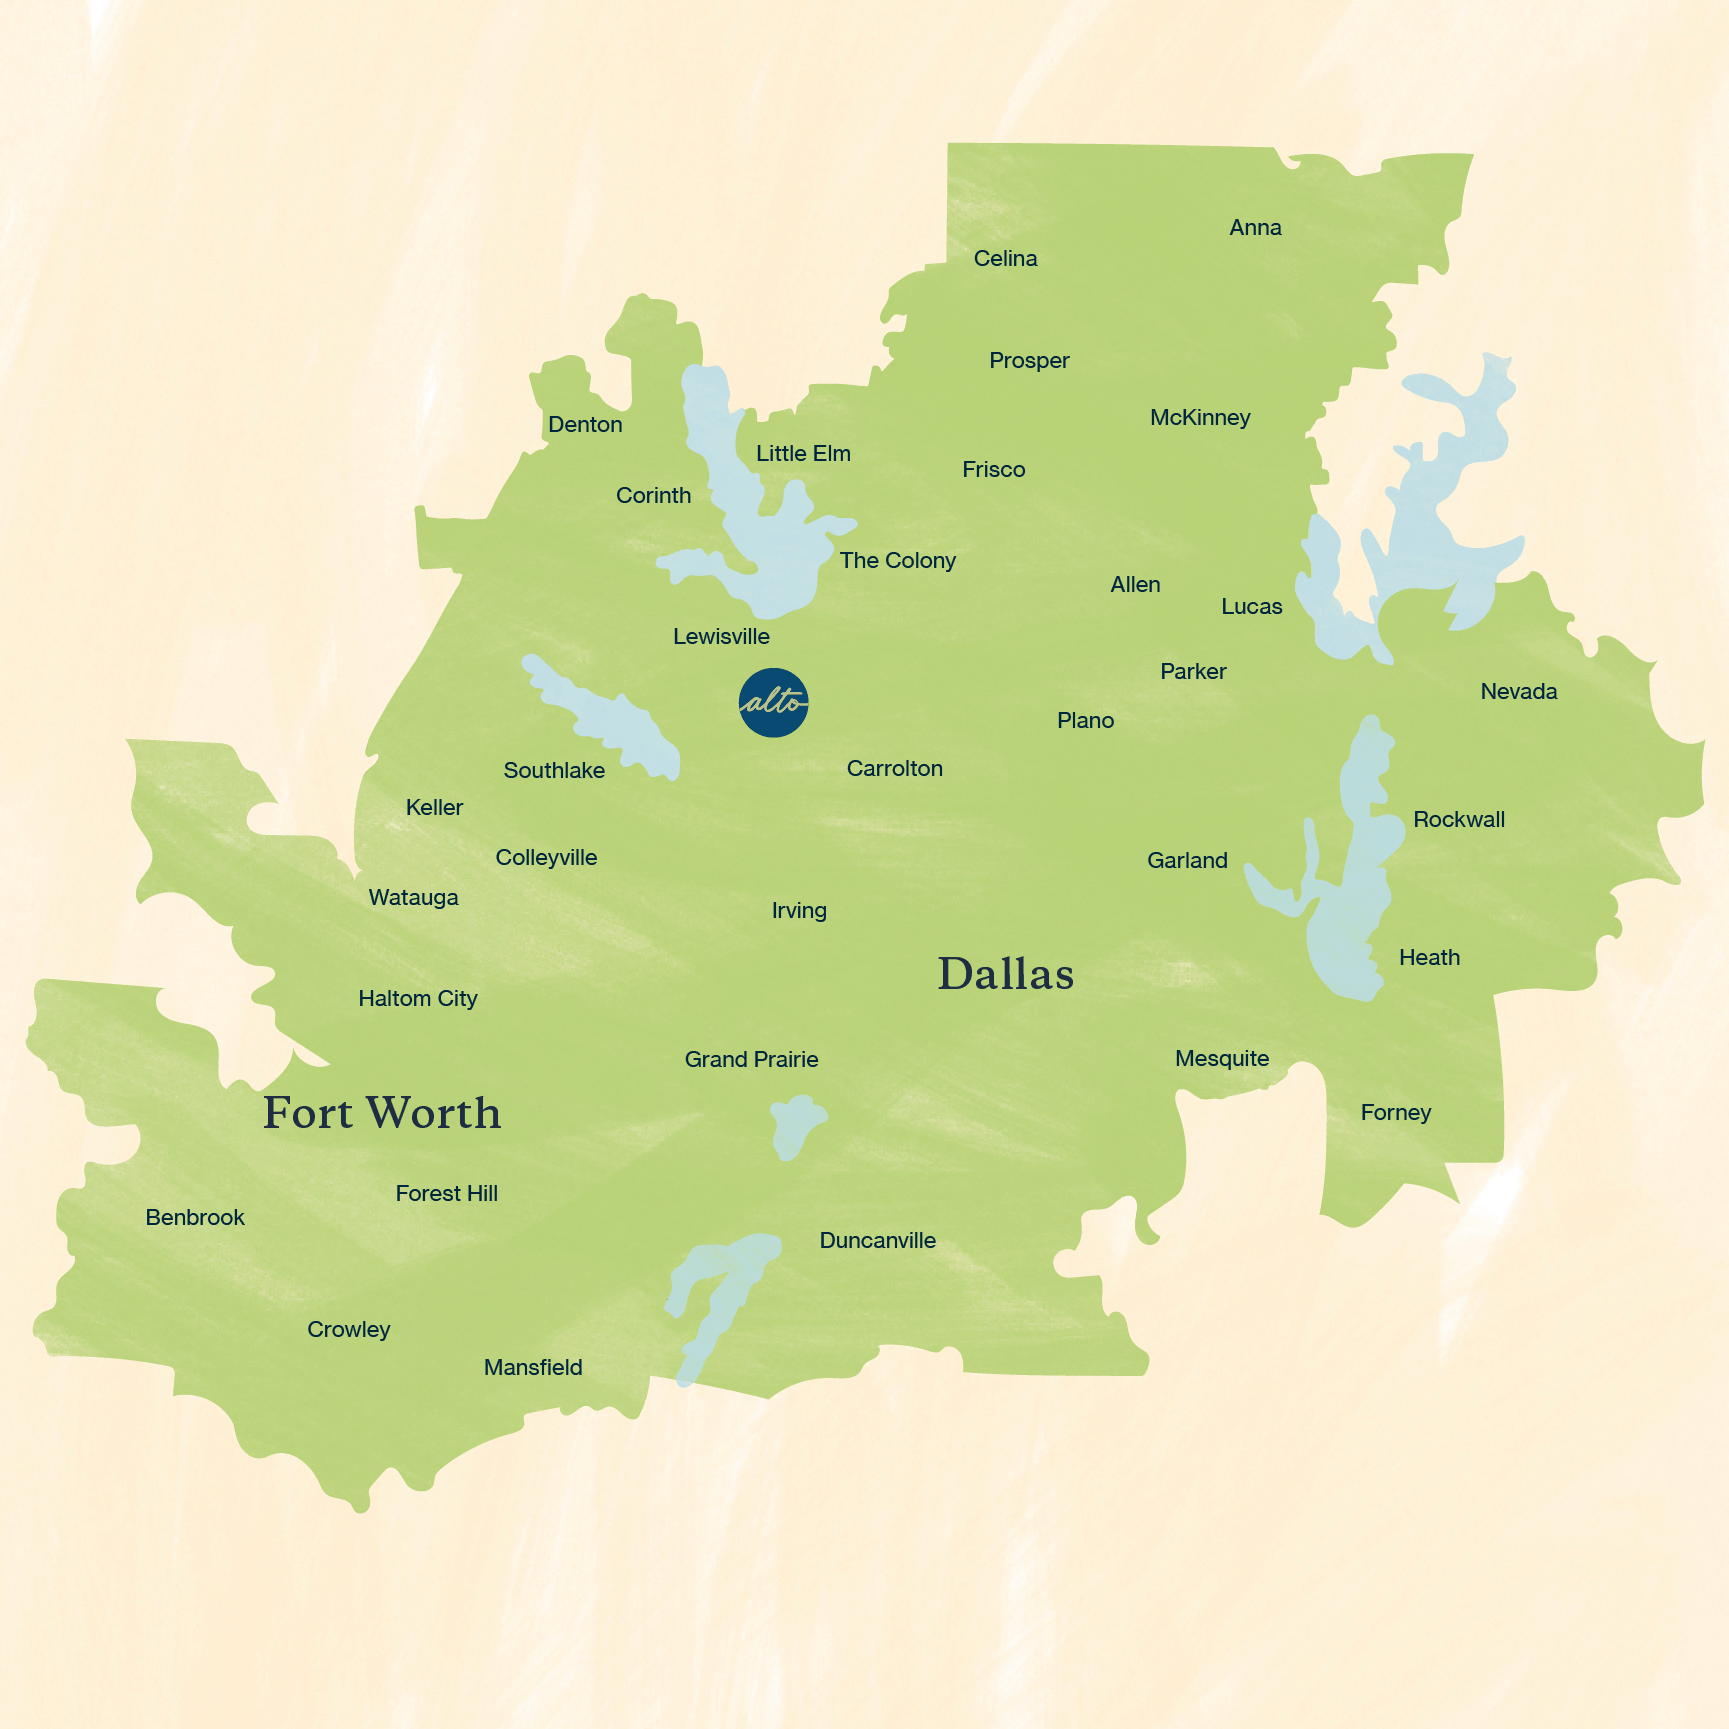 Anna
Celina
Prosper
McKinney
Denton
Little Elm
Frisco
Corinth
The Colony
Allen
Lucas
Lewisville
Parker
Nevada
alto
Plano
Southlake
Carrolton
Keller
Rockwall
Colleyville
Garland
Watauga
Irving
Heath
Dallas
Haltom City
Grand Prairie
Mesquite
Fort Worth
Forney
Forest Hill
Benbrook
Duncanville
Crowley
Mansfield